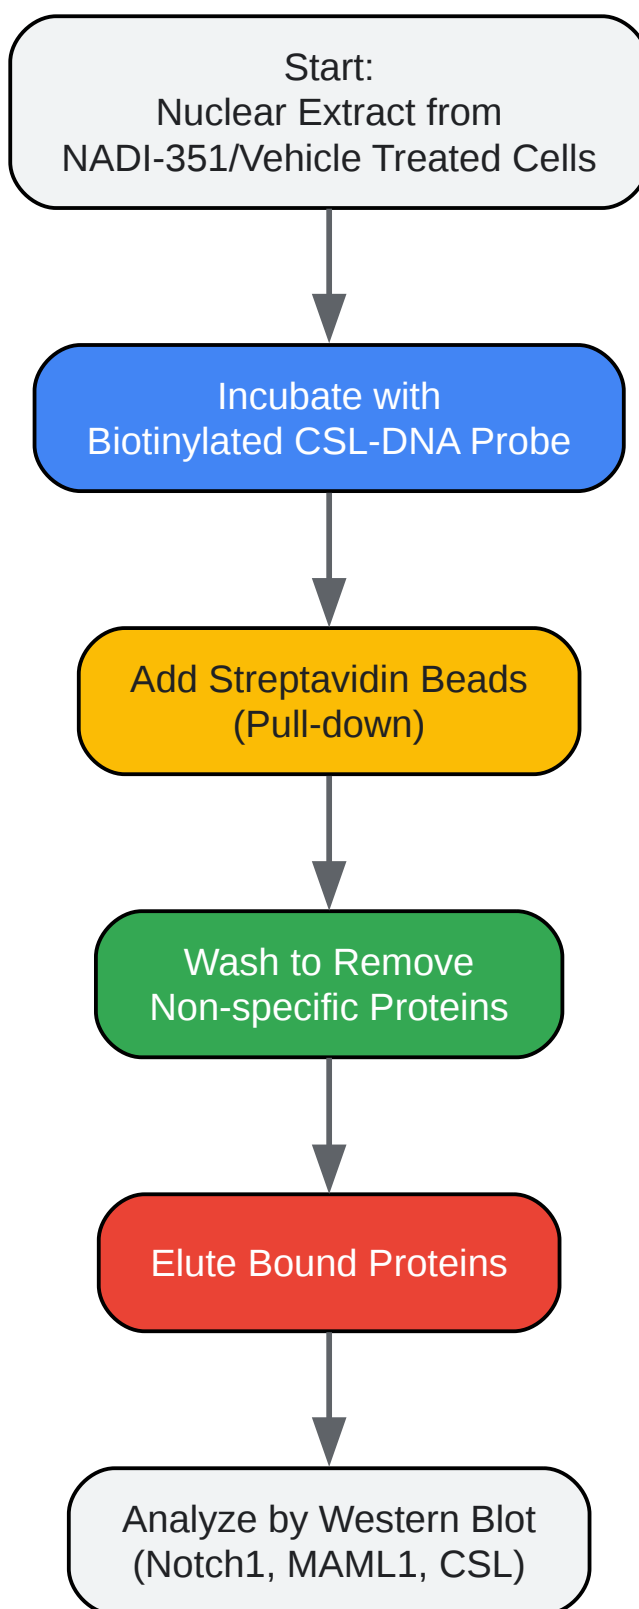 Start:
Nuclear Extract from
NADI-351/Vehicle Treated Cells
Incubate with
Biotinylated CSL-DNA Probe
Add Streptavidin Beads
(Pull-down)
Wash to Remove
Non-specific Proteins
Elute Bound Proteins
Analyze by Western Blot
(Notch1, MAML1, CSL)